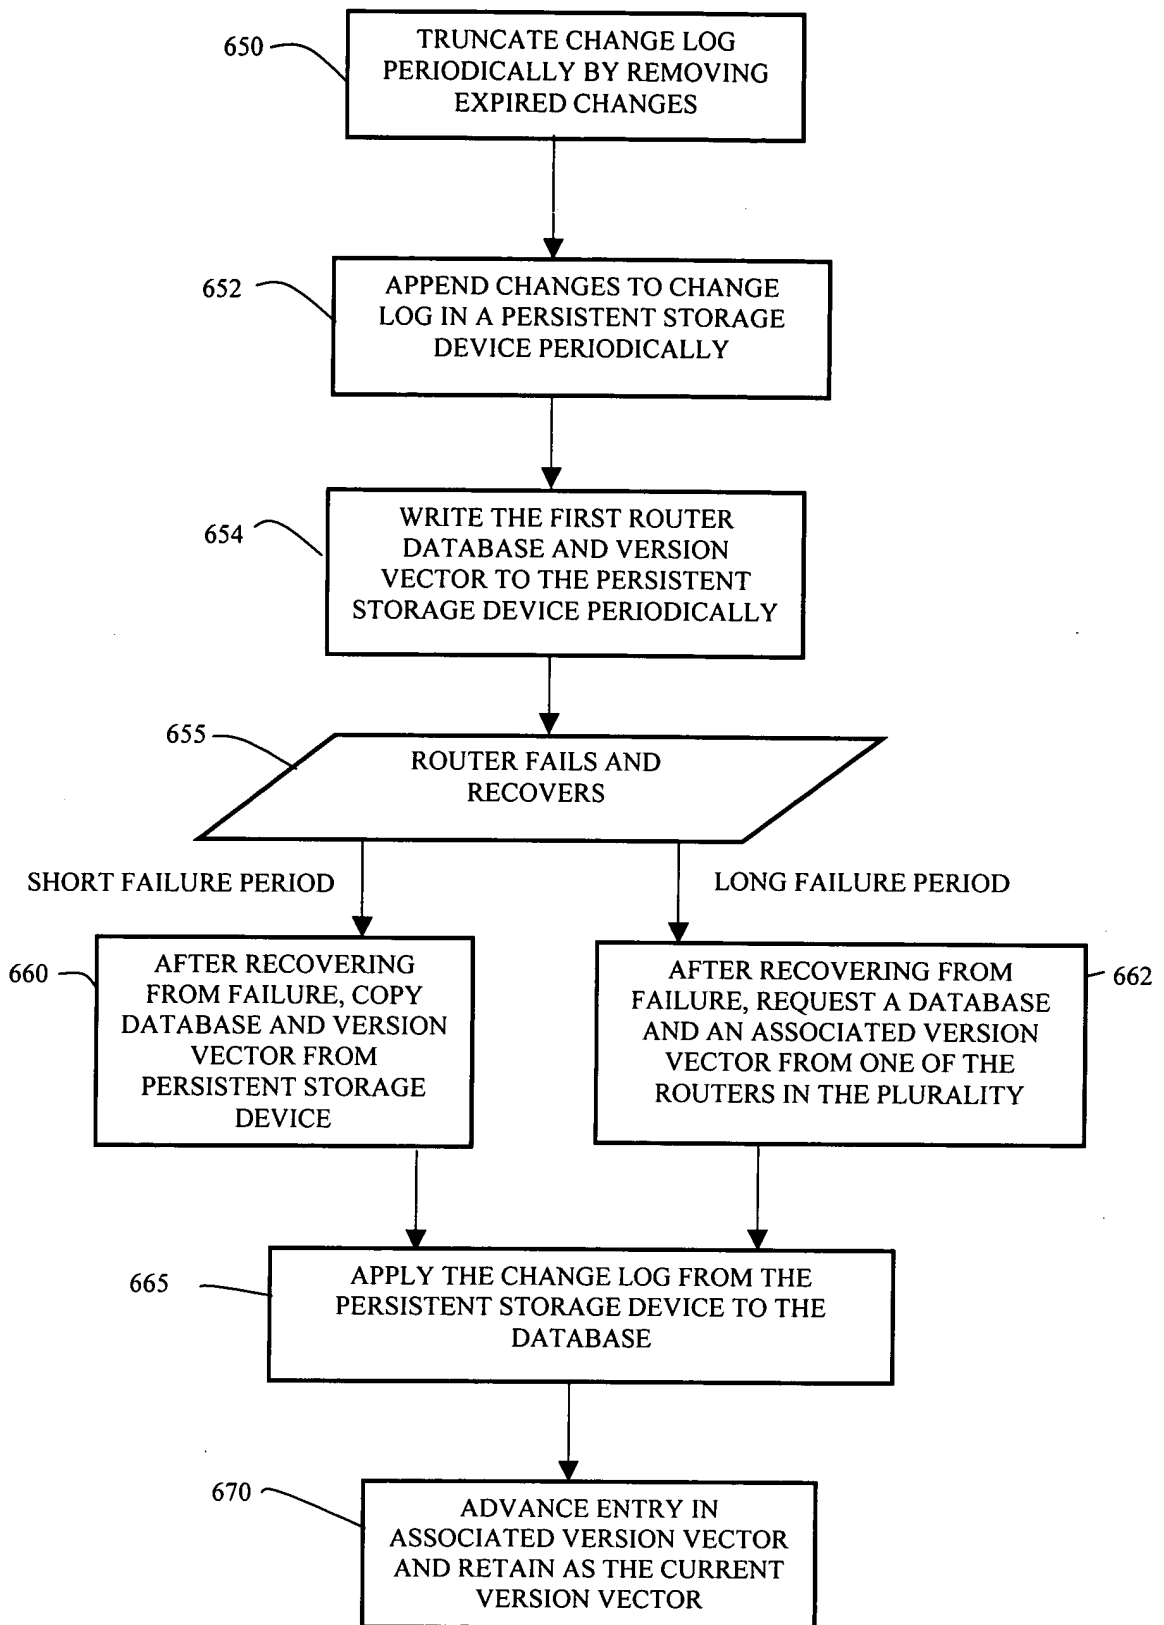 650
TRUNCATE CHANGE LOG
PERIODICALLY BY REMOVING
EXPIRED CHANGES
652
APPEND CHANGES TO CHANGE
LOG IN A PERSISTENT STORAGE
DEVICE PERIODICALLY
654
WRITE THE FIRST ROUTER
DATABASE AND VERSION
VECTOR TO THE PERSISTENT
STORAGE DEVICE PERIODICALLY
655
ROUTER FAILS AND
RECOVERS
SHORT FAILURE PERIOD
LONG FAILURE PERIOD
660
AFTER RECOVERING
FROM FAILURE, COPY
DATABASE AND VERSION
VECTOR FROM
PERSISTENT STORAGE
DEVICE
662
AFTER RECOVERING FROM
FAILURE, REQUEST A DATABASE
AND AN ASSOCIATED VERSION
VECTOR FROM ONE OF THE
ROUTERS IN THE PLURALITY
665
APPLY THE CHANGE LOG FROM THE
PERSISTENT STORAGE DEVICE TO THE
DATABASE
670
ADVANCE ENTRY IN
ASSOCIATED VERSION VECTOR
AND RETAIN AS THE CURRENT
VERSION VECTOR